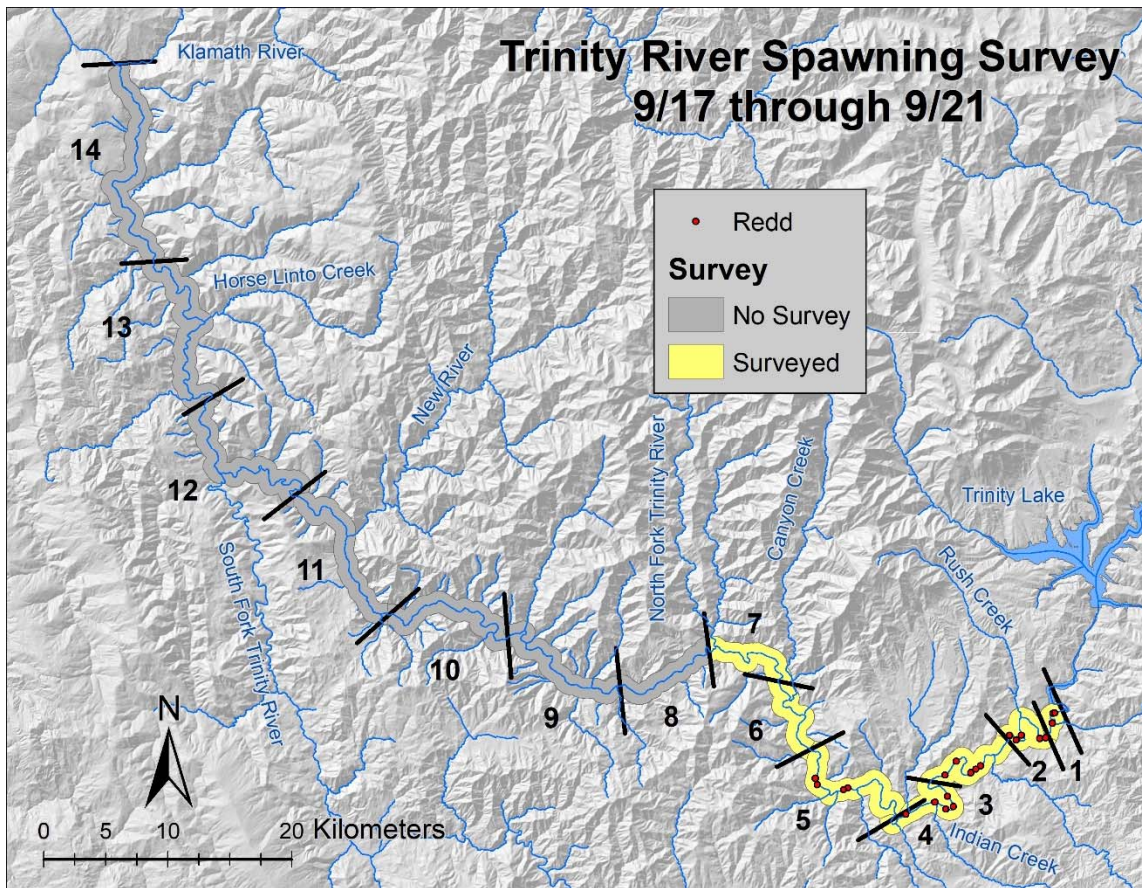 Trinity River Spawning Survey
9/17 through 9/21
Klamath River
14
Redd
Survey
No Survey
Surveyed
Horse Linto Creek
13
New River
12
South Fork Trinity River
11
North Fork Trinity River
Canyon Creek
Trinity Lake
Rush Creek
7
10
9
8
6
5
4
3
2
1
Indian Creek
N
0 5 10 20 Kilometers